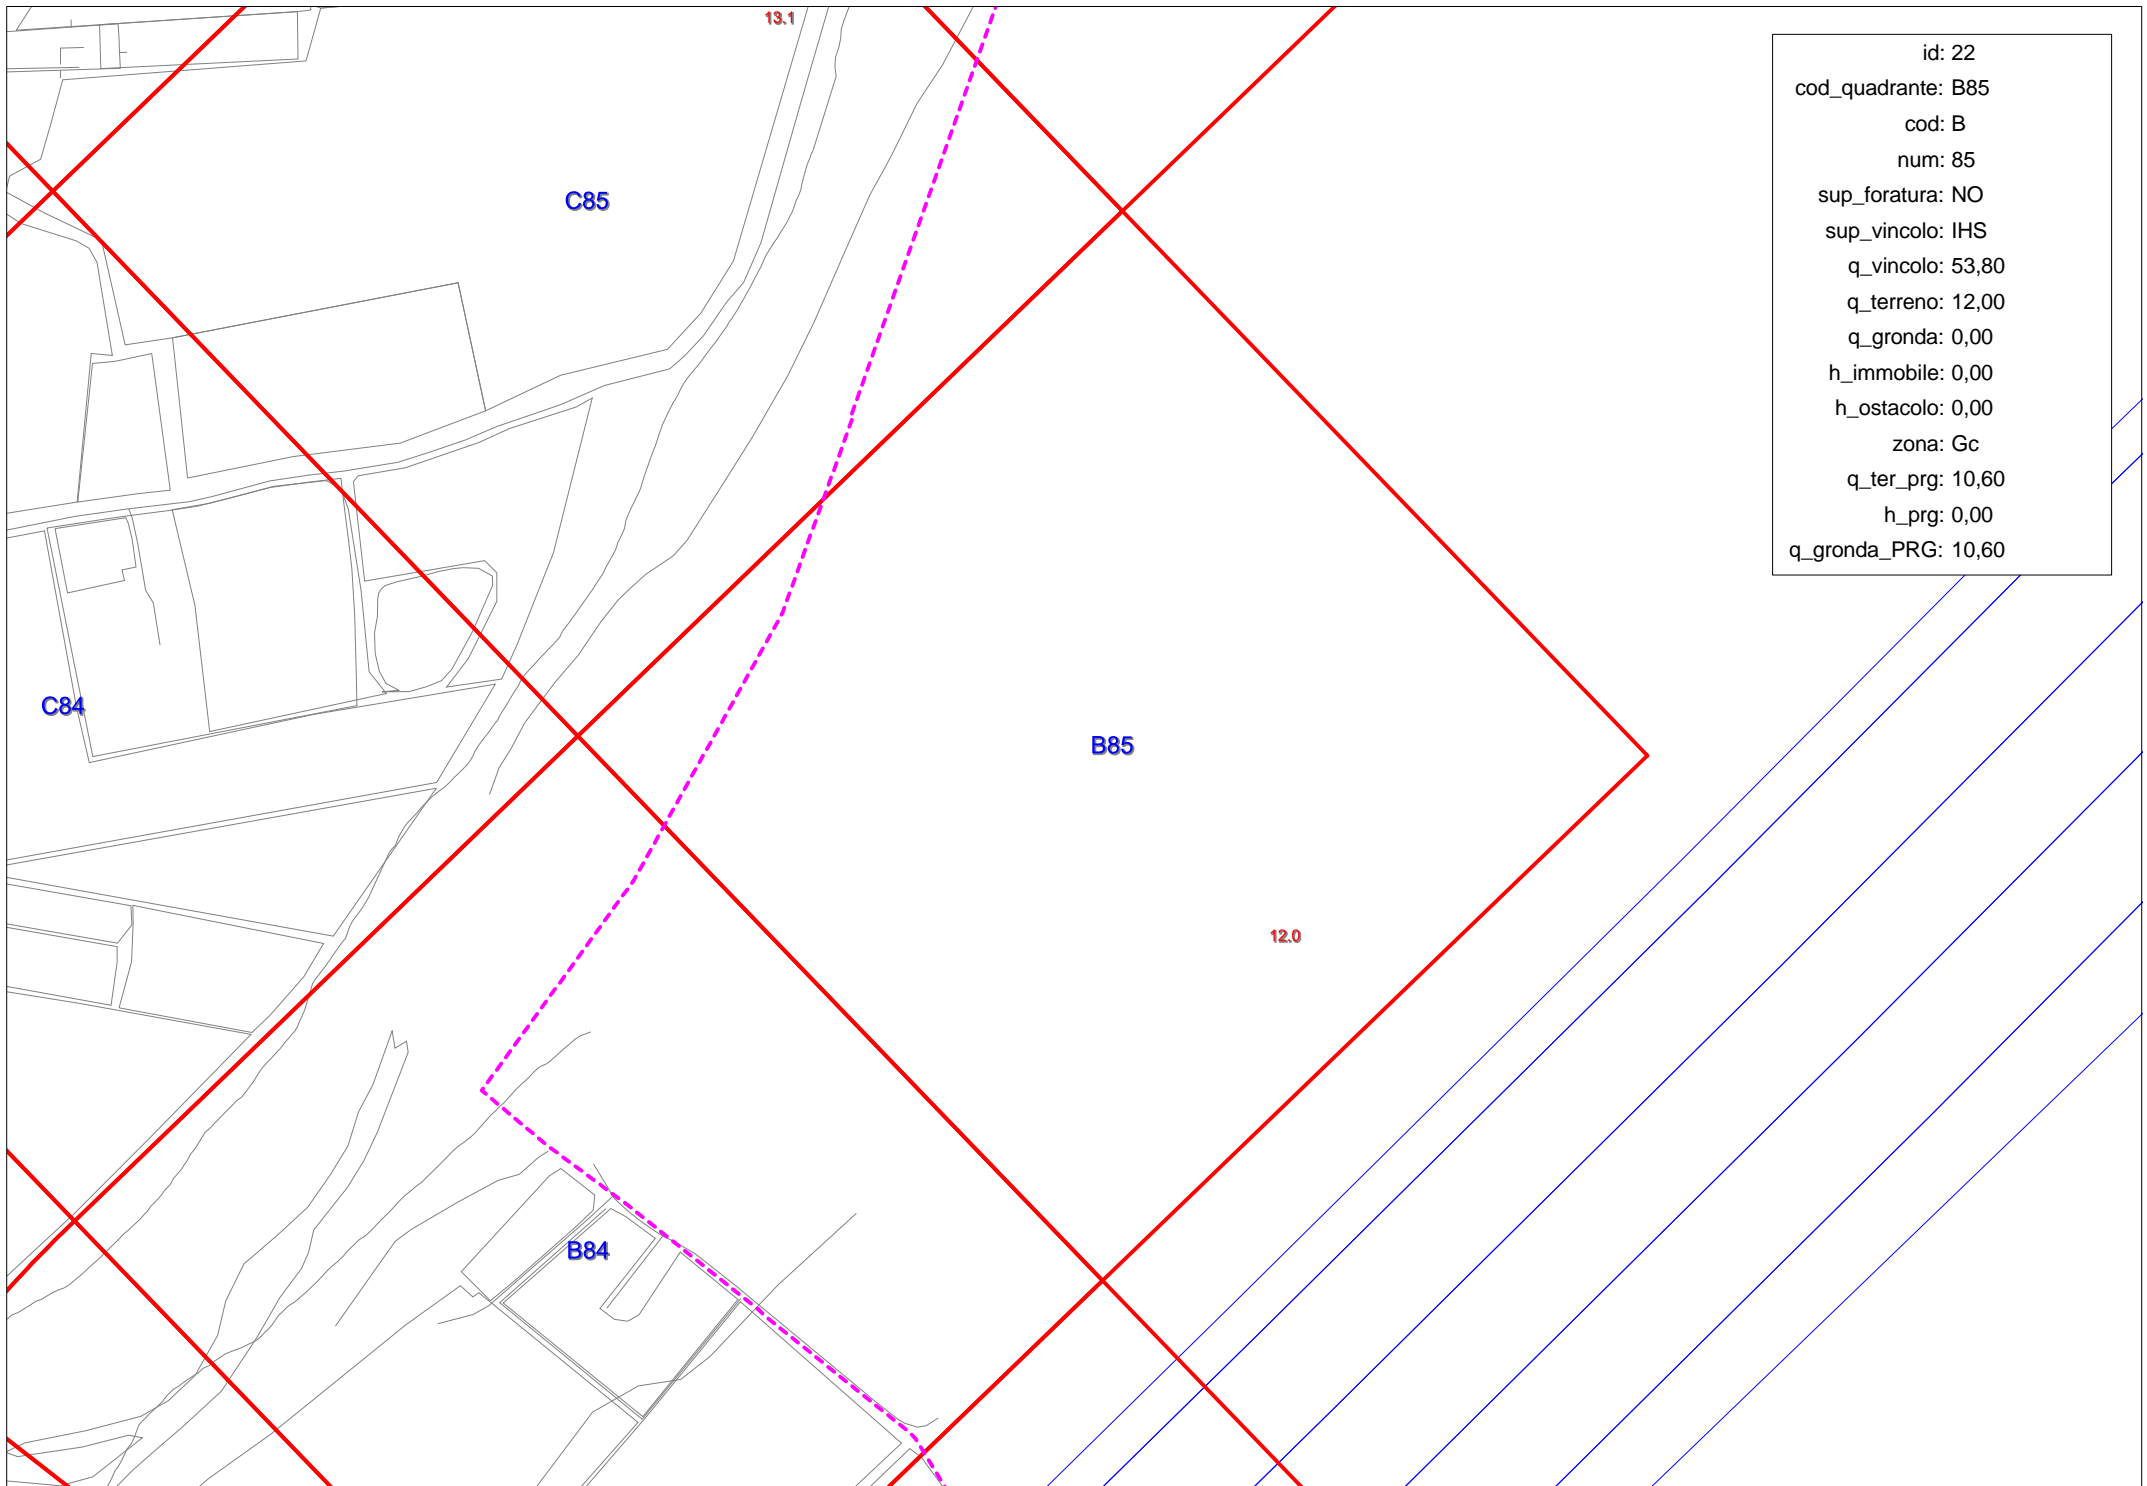 13.1
id: 22
cod_quadrante: B85
cod: B
num: 85
sup_foratura: NO
sup_vincolo: IHS
q_vincolo: 53,80
q_terreno: 12,00
q_gronda: 0,00
h_immobile: 0,00
h_ostacolo: 0,00
zona: Gc
q_ter_prg: 10,60
h_prg: 0,00
q_gronda_PRG: 10,60
C85
C84
B85
12.0
B84